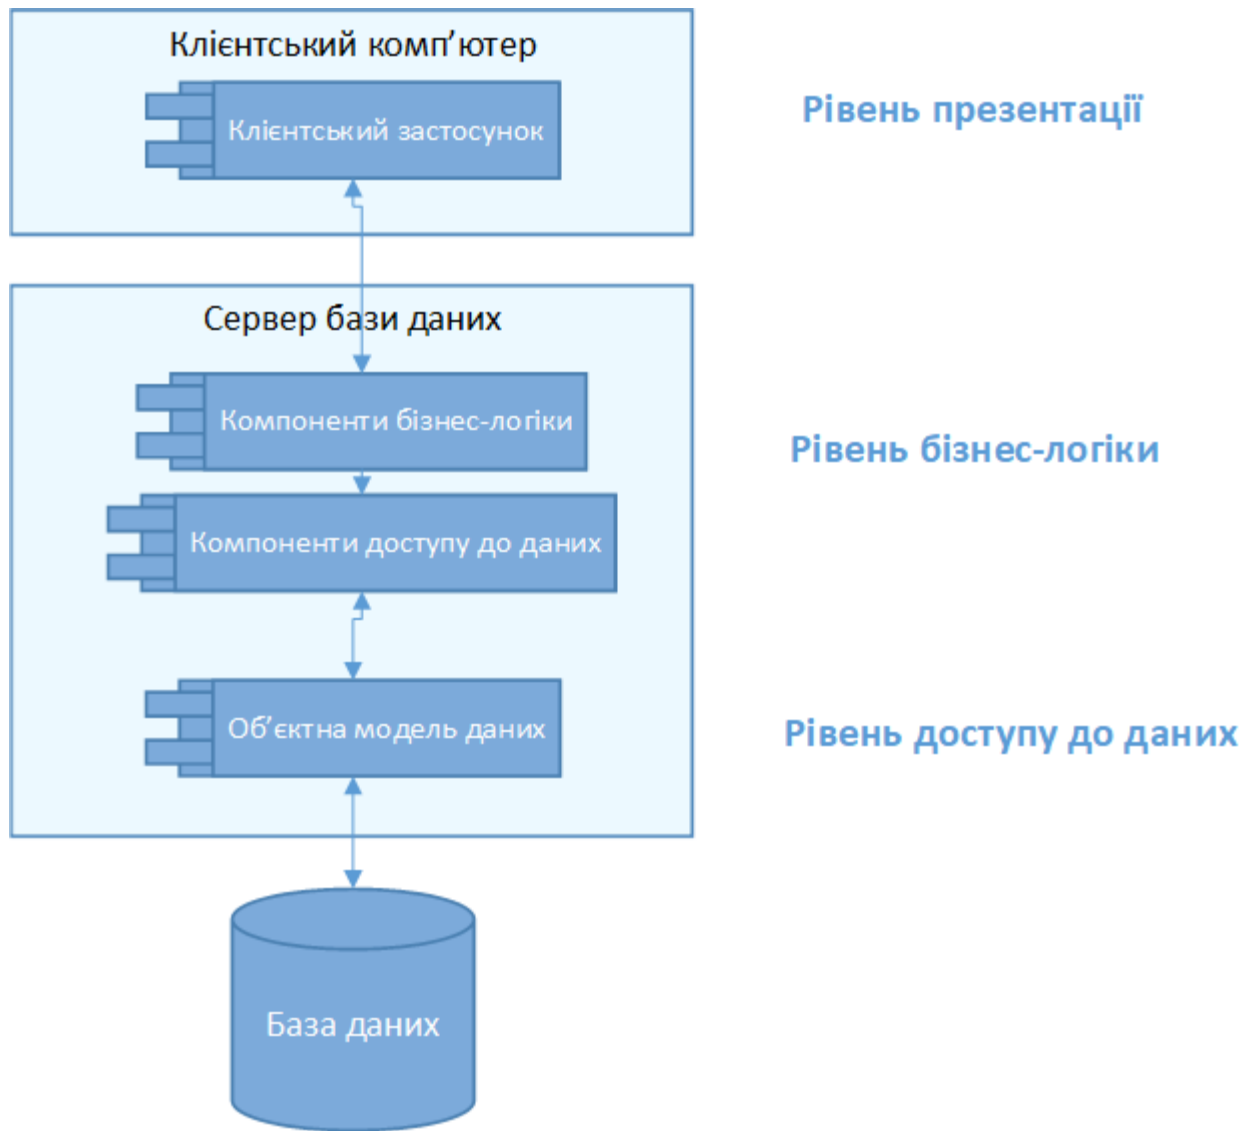 Клієнтський комп’ютер
Клієнтський застосунок
Рівень презентації
Сервер бази даних
Компоненти бізнес-логіки
Рівень бізнес-логіки
Компоненти доступу до даних
Об’єктна модель даних
Рівень доступу до даних
База даних